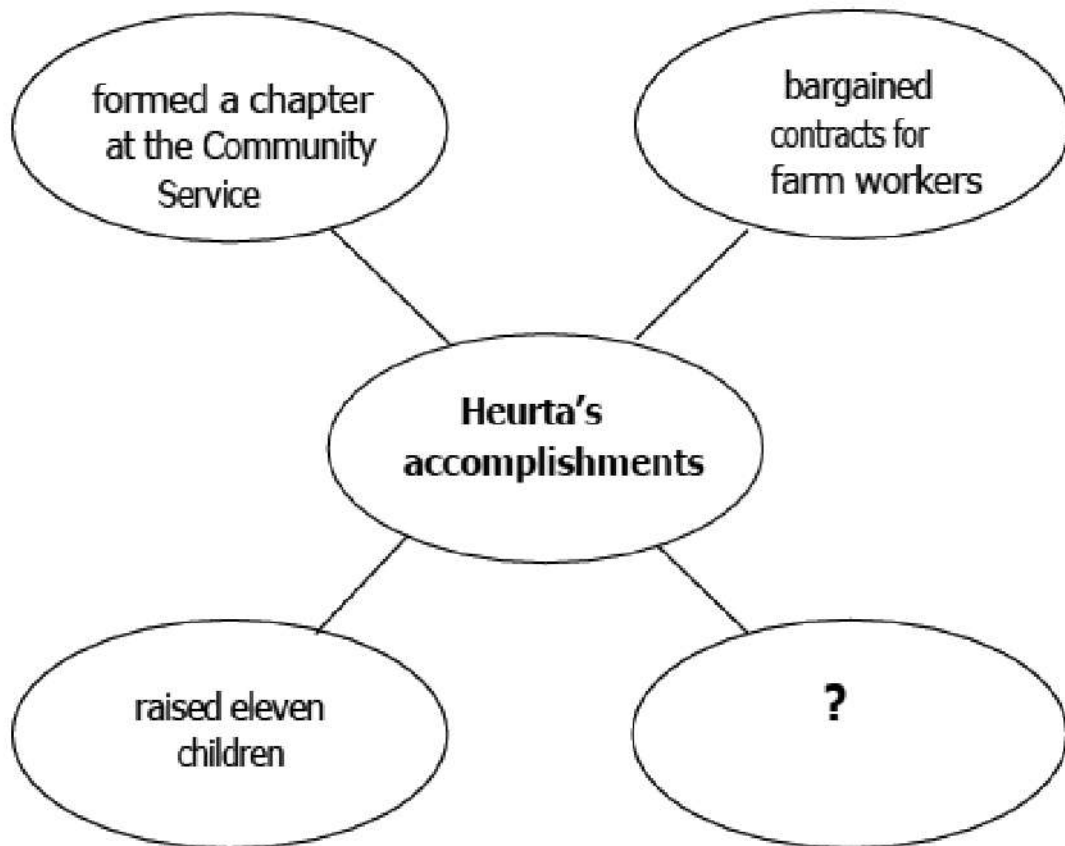 formed a chapter
at the Community
Service
bargained
contracts for
farm workers
Heurta's
accomplishments
raised eleven
children
?